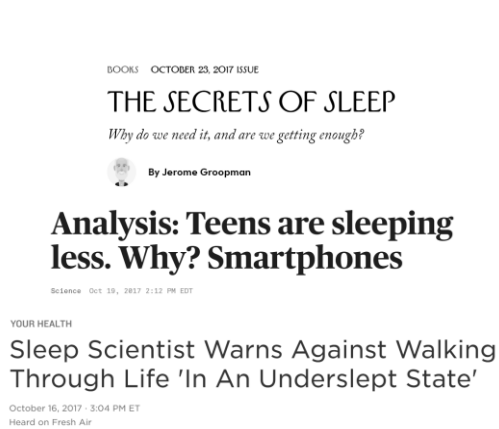 BOOKS OCTOBER 23, 2017 ISSUE
THE SECRETS OF SLEEP
Why do we need it, and are we getting enough?
By Jerome Groopman
Analysis: Teens are sleeping
less. Why? Smartphones
Science Oct 19, 2017 2:12 PM EDT
YOUR HEALTH
Sleep Scientist Warns Against Walking
Through Life 'In An Underslept State'
October 16, 2017 · 3:04 PM ET
Heard on Fresh Air